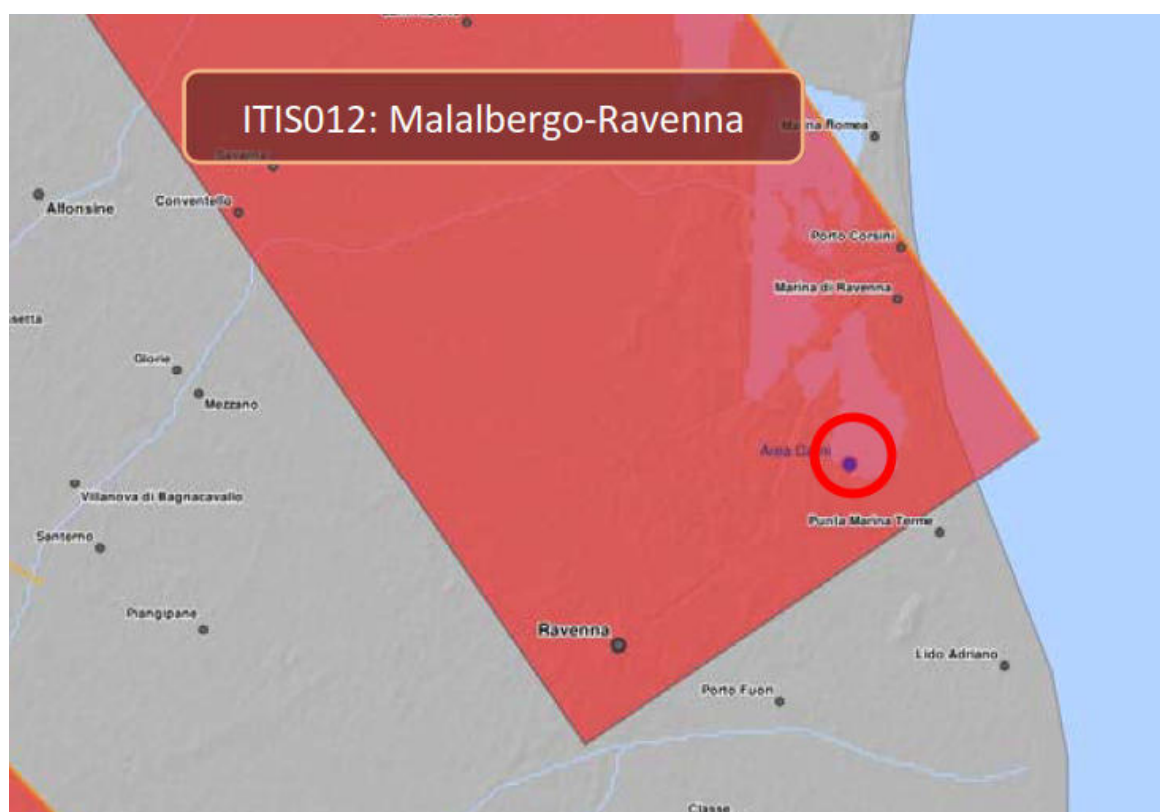 ITIS012: Malalbergo-Ravenna
Marina Romea
Alfonsine
Conventello
Porto Corsini
Marina di Ravenna
Glorie
Mezzano
Area
Villanova di Bagnacavallo
Punta Marina Terme
Santerno
Piangipane
Ravenna
Lido Adriano
Porto Fuori
Classe